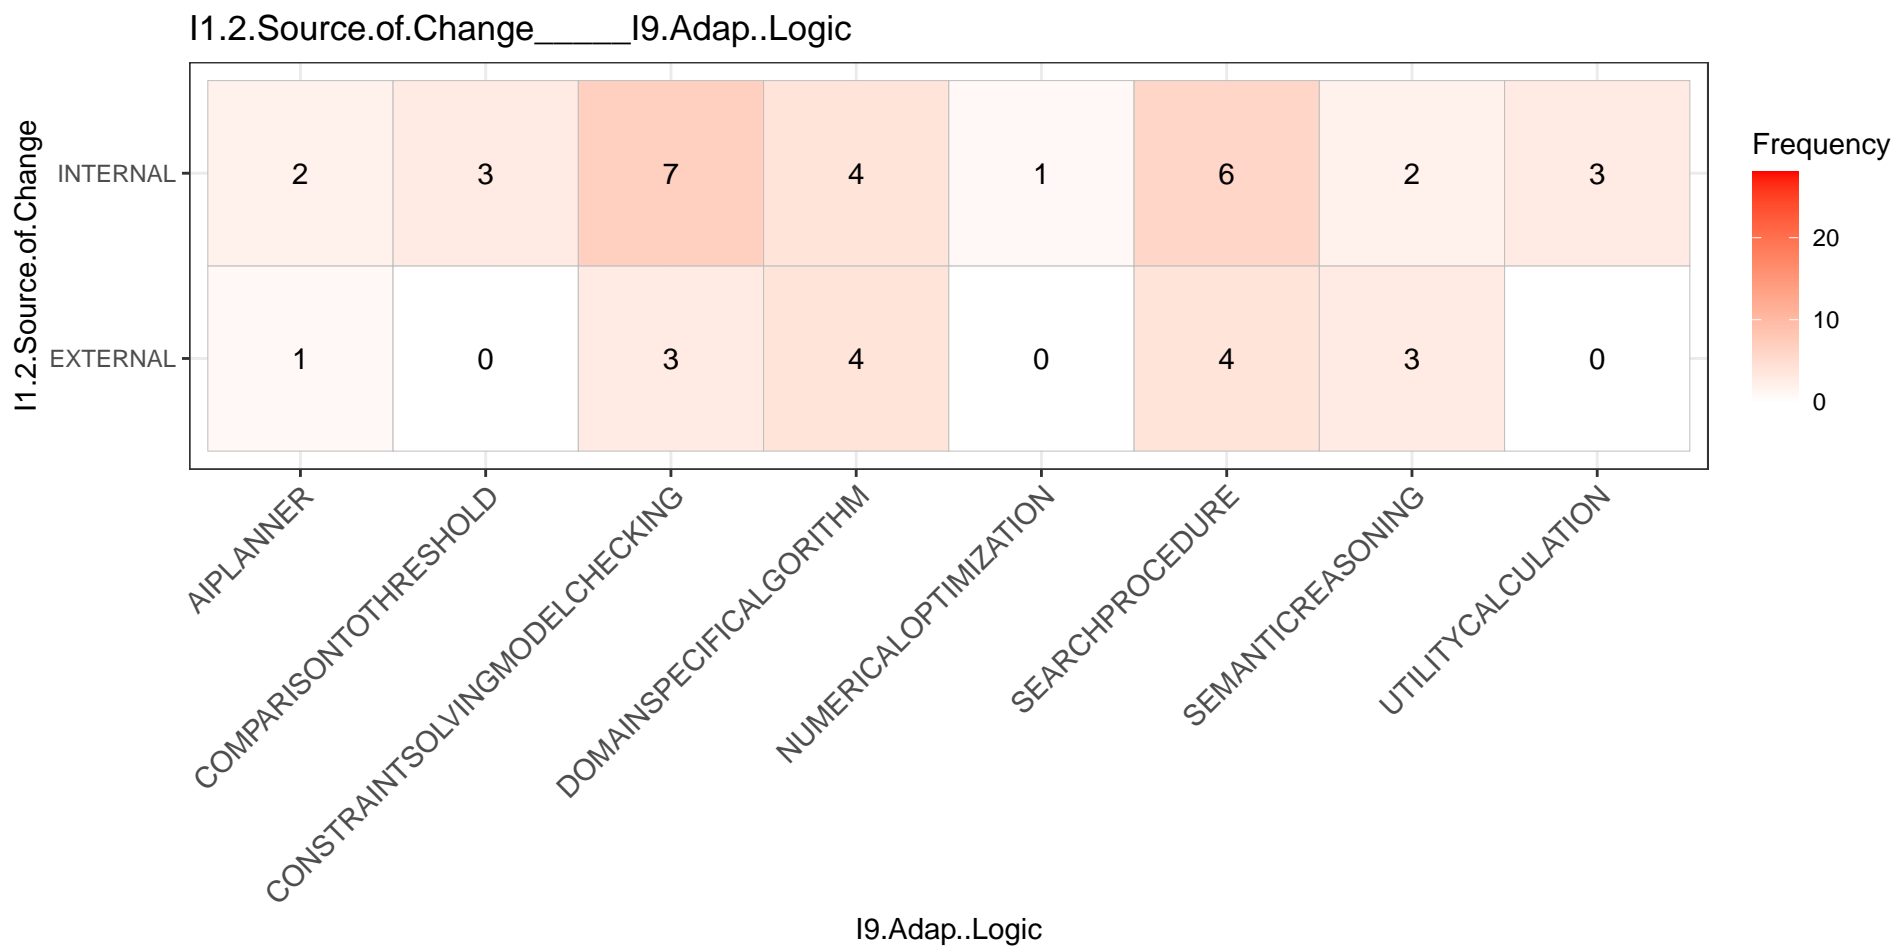 I1.2.Source.of.Change_____I9.Adap..Logic
I1.2.Source.of.Change
INTERNAL
2 3 7 4 1 6 2 3
EXTERNAL
1 0 3 4 0 4 3 0
AIPLANNER
COMPARISONTOTHRESHOLD
CONSTRAINTSOLVINGMODELCHECKING
DOMAINSPECIFICALGORITHM
NUMERICALOPTIMIZATION
SEARCHPROCEDURE
SEMANTICREASONING
UTILITYCALCULATION
I9.Adap..Logic
Frequency
20
10
0